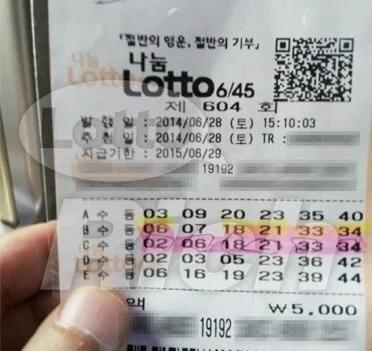 「절반의 행운, 절반의 기부」
나눔
Lotto 6/45
제 604 회
발 행 일 : 2014/06/28 (토) 15:10:03
추 첨 일 : 2014/06/28 (토) TR :
지급기한 : 2015/06/29
19192
A 수 동 03 09 20 23 35 40
B 수 동 06 07 18 21 33 34
C 수 동 02 06 18 21 33 34
D 수 동 02 03 05 23 36 42
E 수 동 06 16 19 23 39 44
액 ₩5,000
19192